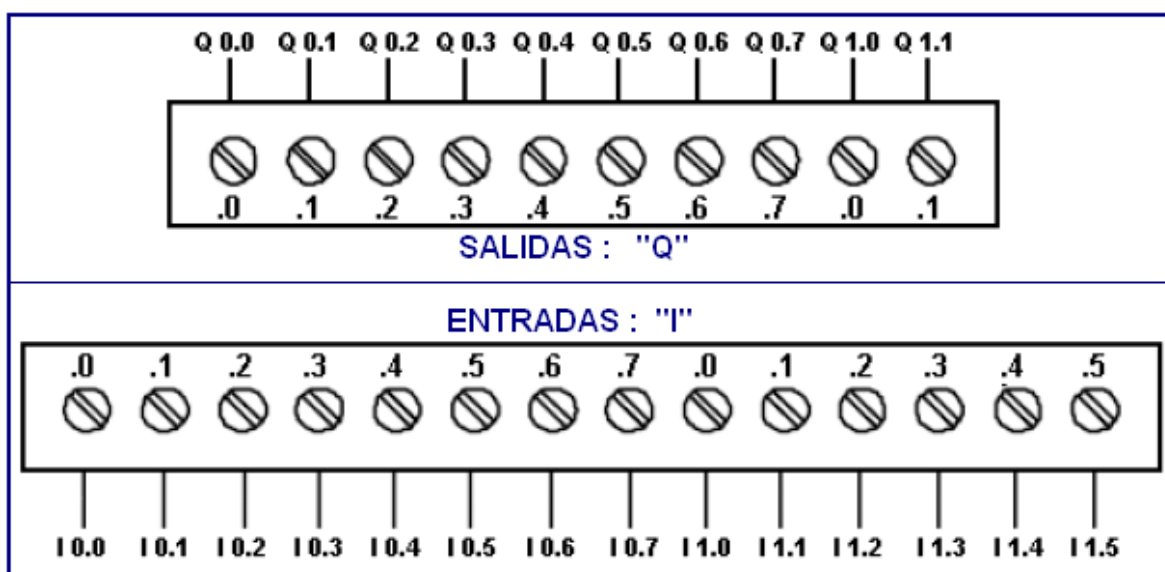 Q 0.0 Q 0.1 Q 0.2 Q 0.3 Q 0.4 Q 0.5 Q 0.6 Q 0.7 Q 1.0 Q 1.1
.0 .1 .2 .3 .4 .5 .6 .7 .0 .1
SALIDAS : "Q"
ENTRADAS : "I"
.0 .1 .2 .3 .4 .5 .6 .7 .0 .1 .2 .3 .4 .5
I 0.0 I 0.1 I 0.2 I 0.3 I 0.4 I 0.5 I 0.6 I 0.7 I 1.0 I 1.1 I 1.2 I 1.3 I 1.4 I 1.5